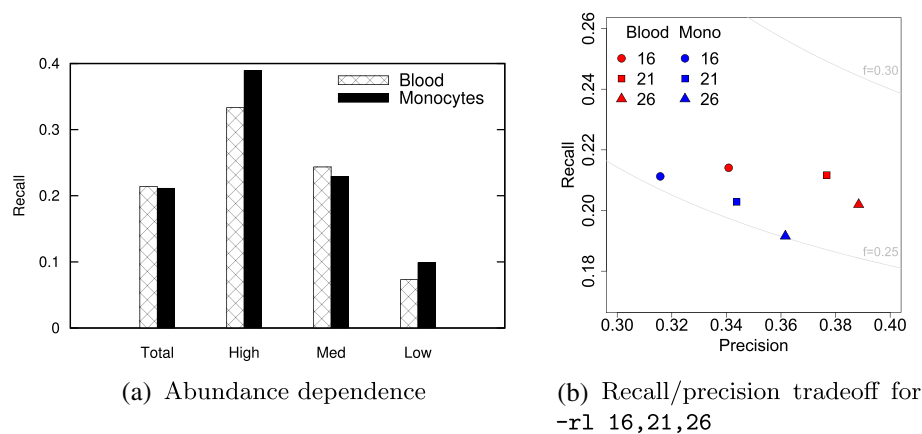 0.4
0.3
0.2
0.1
0
Recall
Blood
Monocytes
Total High Med Low
(a) Abundance dependence
0.26
0.24
0.22
0.20
0.18
Recall
Blood Mono
16 16
21 21
26 26
f=0.30
f=0.25
0.30 0.32 0.34 0.36 0.38 0.40
Precision
(b) Recall/precision tradeoff for
-rl 16,21,26